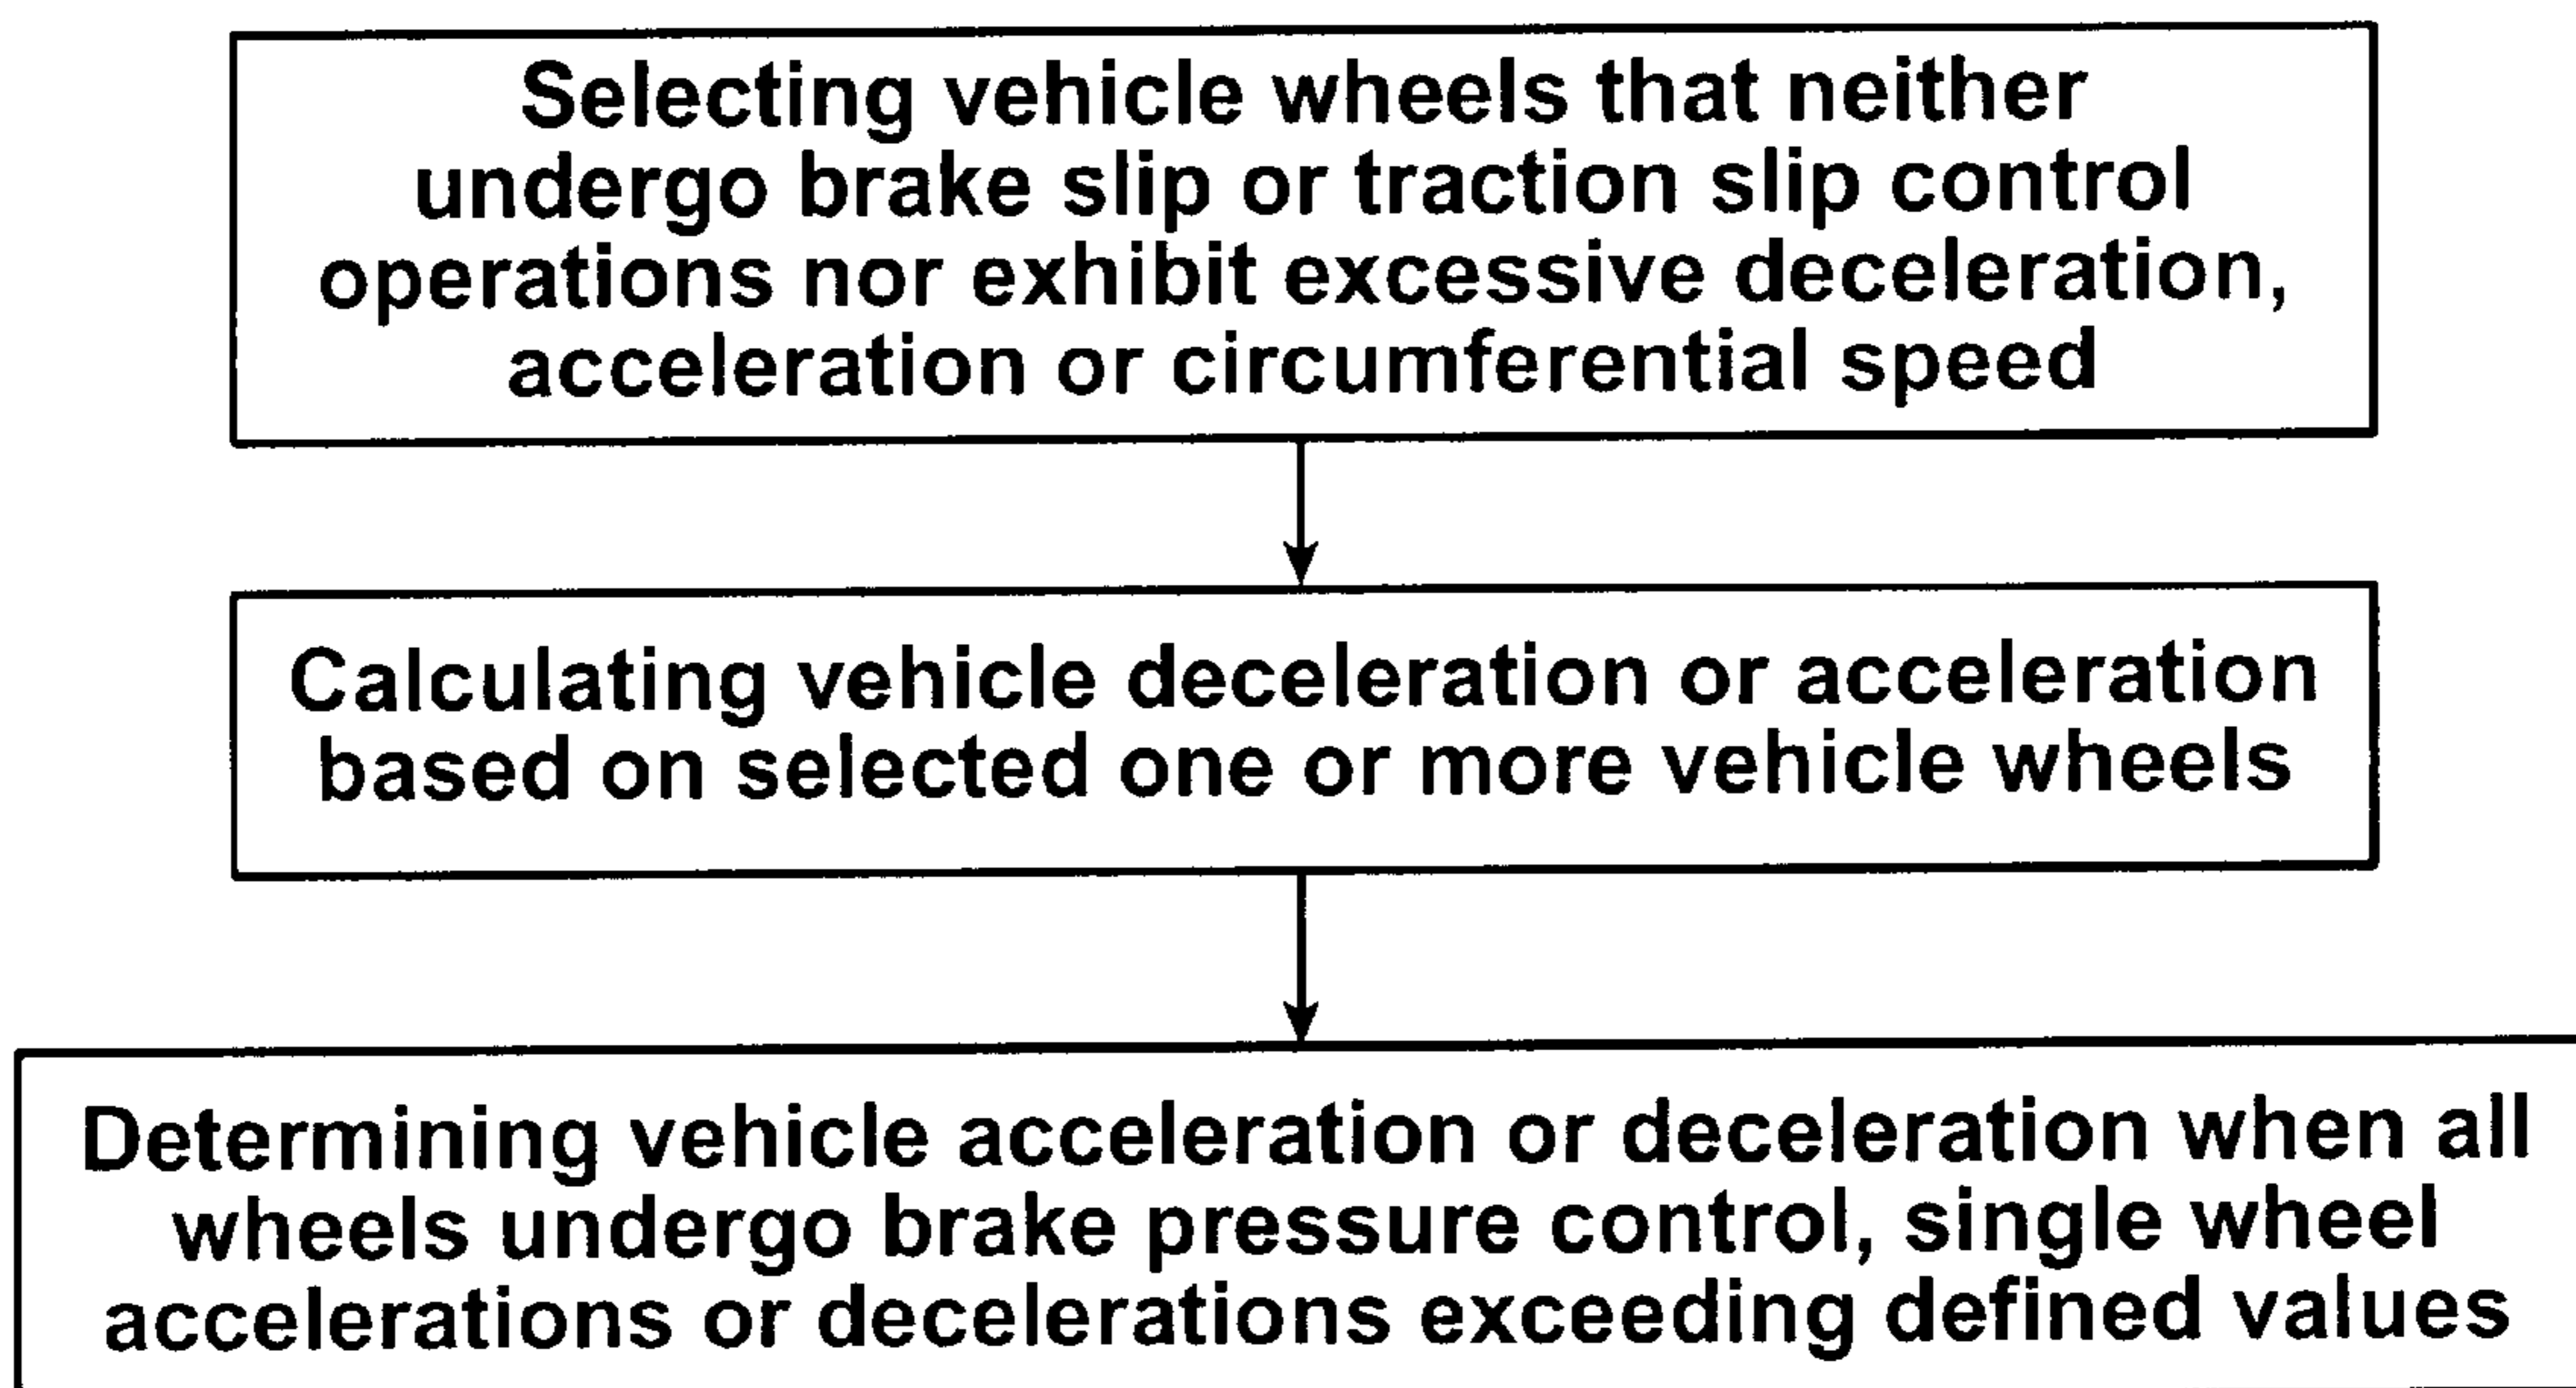 Selecting vehicle wheels that neither
undergo brake slip or traction slip control
operations nor exhibit excessive deceleration,
acceleration or circumferential speed
Calculating vehicle deceleration or acceleration
based on selected one or more vehicle wheels
Determining vehicle acceleration or deceleration when all
wheels undergo brake pressure control, single wheel
accelerations or decelerations exceeding defined values